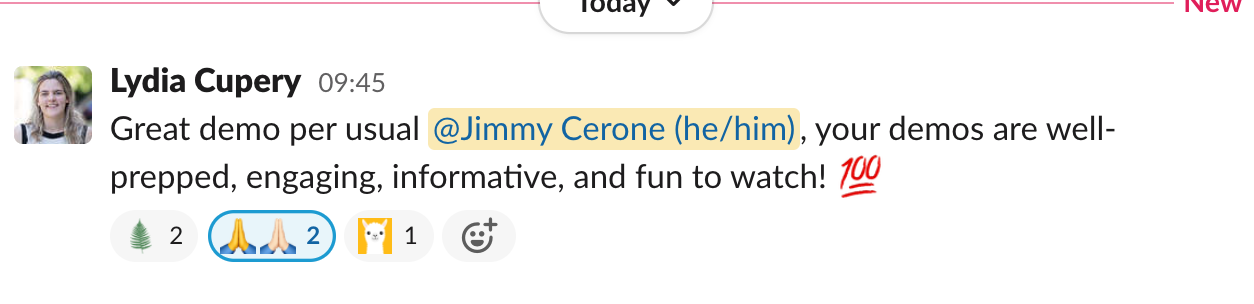 Today
New
Lydia Cupery 09:45
Great demo per usual @Jimmy Cerone (he/him), your demos are well-
prepped, engaging, informative, and fun to watch! 💯
2 2 1